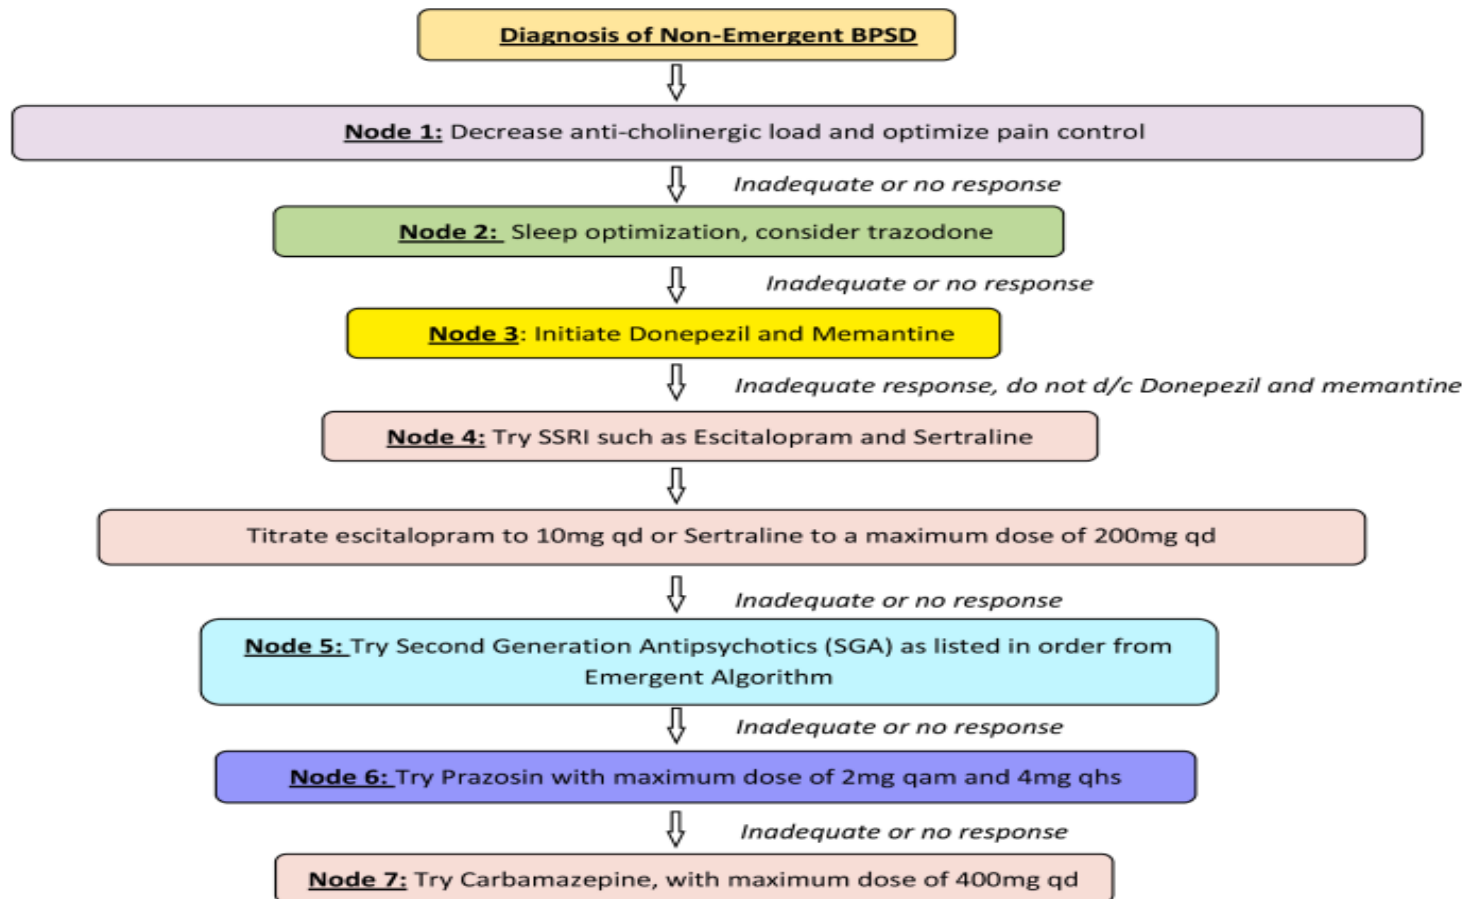 Diagnosis of Non-Emergent BPSD
Node 1: Decrease anti-cholinergic load and optimize pain control
Inadequate or no response
Node 2: Sleep optimization, consider trazodone
Inadequate or no response
Node 3: Initiate Donepezil and Memantine
Inadequate response, do not d/c Donepezil and memantine
Node 4: Try SSRI such as Escitalopram and Sertraline
Titrate escitalopram to 10mg qd or Sertraline to a maximum dose of 200mg qd
Inadequate or no response
Node 5: Try Second Generation Antipsychotics (SGA) as listed in order from
Emergent Algorithm
Inadequate or no response
Node 6: Try Prazosin with maximum dose of 2mg qam and 4mg qhs
Inadequate or no response
Node 7: Try Carbamazepine, with maximum dose of 400mg qd